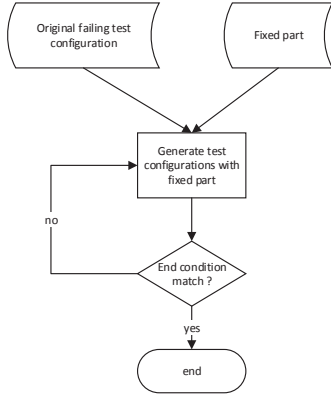 Original failing test
configuration
Fixed part
Generate test
configurations with
fixed part
no
End condition
match ?
yes
end